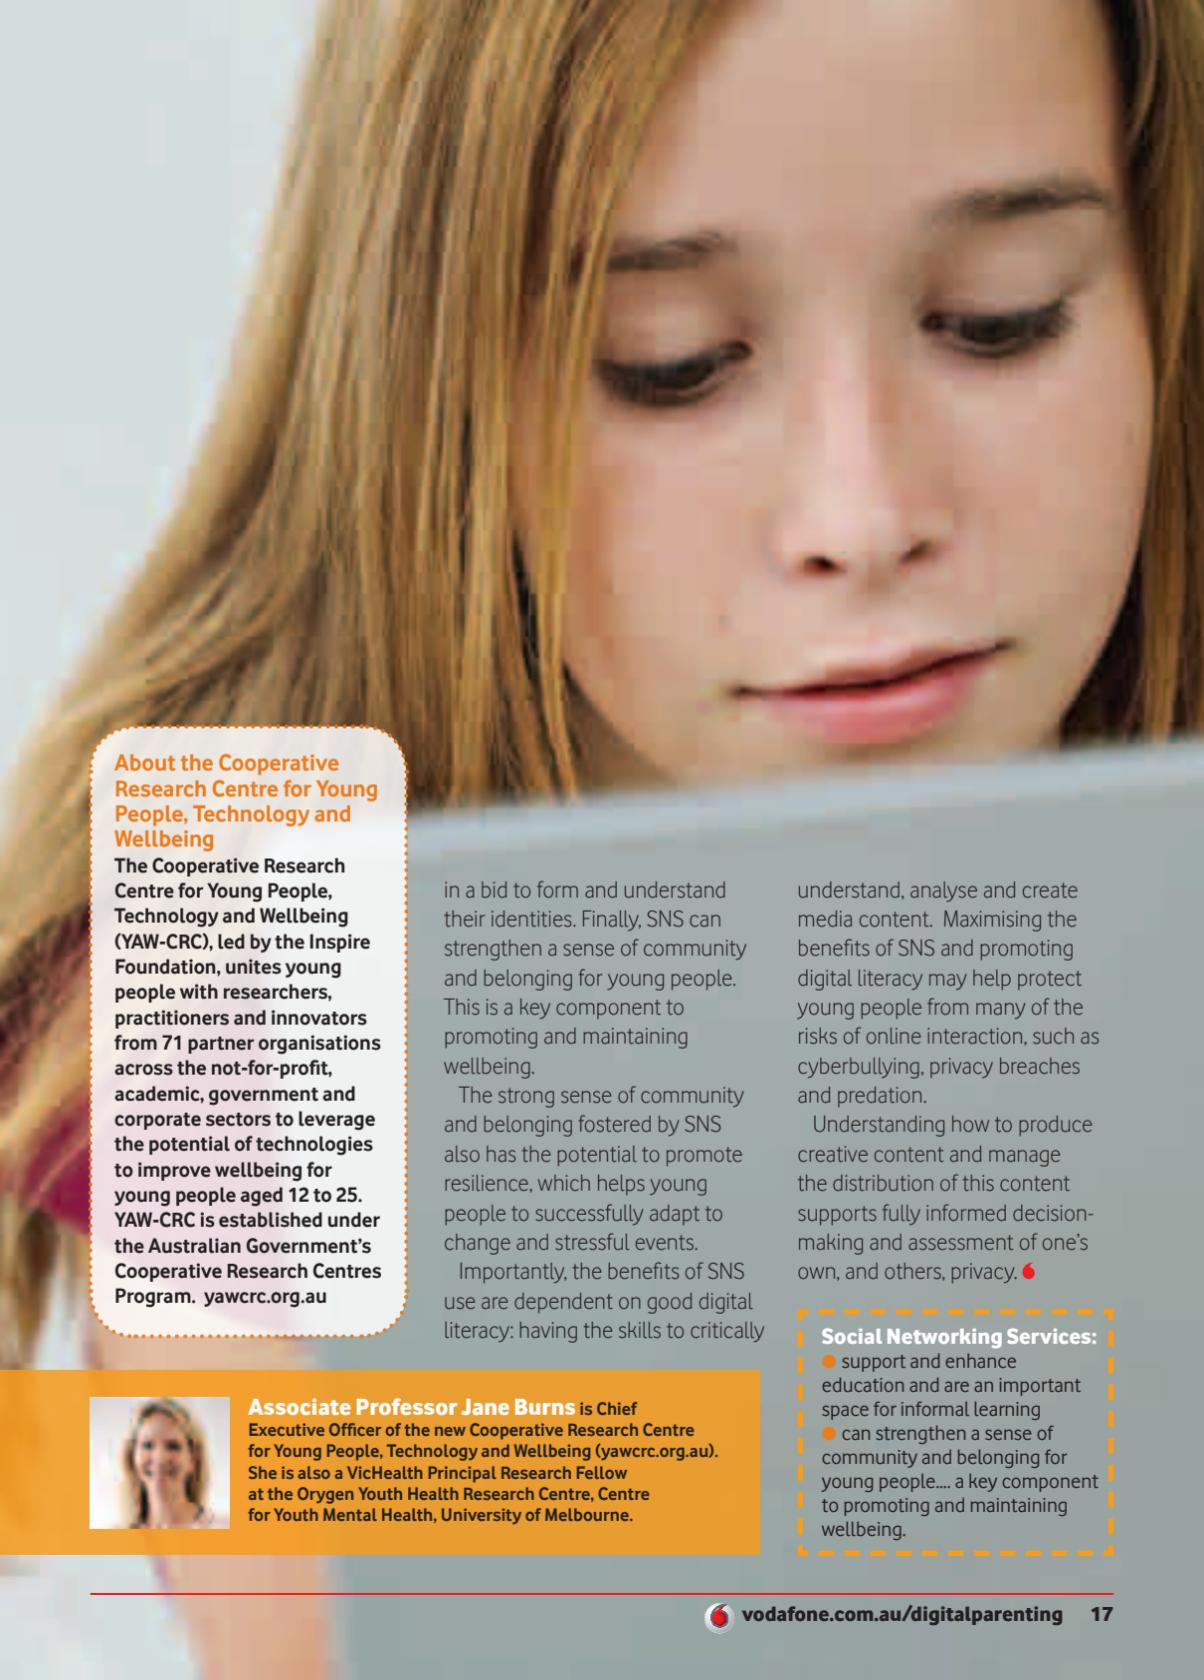 About the Cooperative
Research Centre for Young
People, Technology and
Wellbeing
The Cooperative Research
Centre for Young People,
Technology and Wellbeing
(YAW-CRC), led by the Inspire
Foundation, unites young
people with researchers,
practitioners and innovators
from 71 partner organisations
across the not-for-profit,
academic, government and
corporate sectors to leverage
the potential of technologies
to improve wellbeing for
young people aged 12 to 25.
YAW-CRC is established under
the Australian Government’s
Cooperative Research Centres
Program.  yawcrc.org.au
in a bid to form and understand
their identities. Finally, SNS can
strengthen a sense of community
and belonging for young people.
This is a key component to
promoting and maintaining
wellbeing.
The strong sense of community
and belonging fostered by SNS
also has the potential to promote
resilience, which helps young
people to successfully adapt to
change and stressful events.
Importantly, the benefits of SNS
use are dependent on good digital
literacy: having the skills to critically
understand, analyse and create
media content.  Maximising the
benefits of SNS and promoting
digital literacy may help protect
young people from many of the
risks of online interaction, such as
cyberbullying, privacy breaches
and predation.
Understanding how to produce
creative content and manage
the distribution of this content
supports fully informed decision-
making and assessment of one’s
own, and others, privacy.
Social Networking Services:
● support and enhance
education and are an important
space for informal learning
● can strengthen a sense of
community and belonging for
young people.... a key component
to promoting and maintaining
wellbeing.
Associate Professor Jane Burns is Chief
Executive Officer of the new Cooperative Research Centre
for Young People, Technology and Wellbeing (yawcrc.org.au).
She is also a VicHealth Principal Research Fellow
at the Orygen Youth Health Research Centre, Centre
for Youth Mental Health, University of Melbourne.
vodafone.com.au/digitalparenting 17